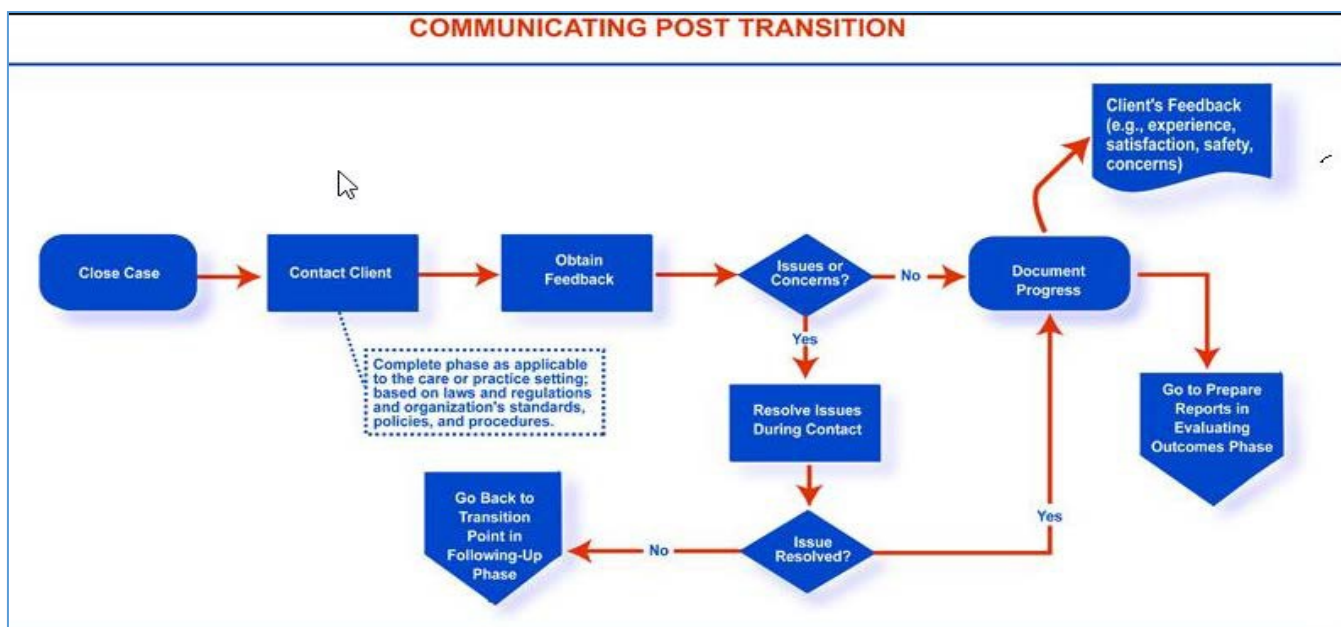 COMMUNICATING POST TRANSITION
Client's Feedback
(e.g., experience,
satisfaction, safety,
concerns)
Close Case
Contact Client
Obtain
Feedback
Issues or
Concerns?
No
Document
Progress
Complete phase as applicable
to the care or practice setting;
based on laws and regulations
and organization's standards,
policies, and procedures.
Yes
Resolve Issues
During Contact
Go to Prepare
Reports in
Evaluating
Outcomes Phase
Go Back to
Transition
Point in
Following-Up
Phase
No
Issue
Resolved?
Yes